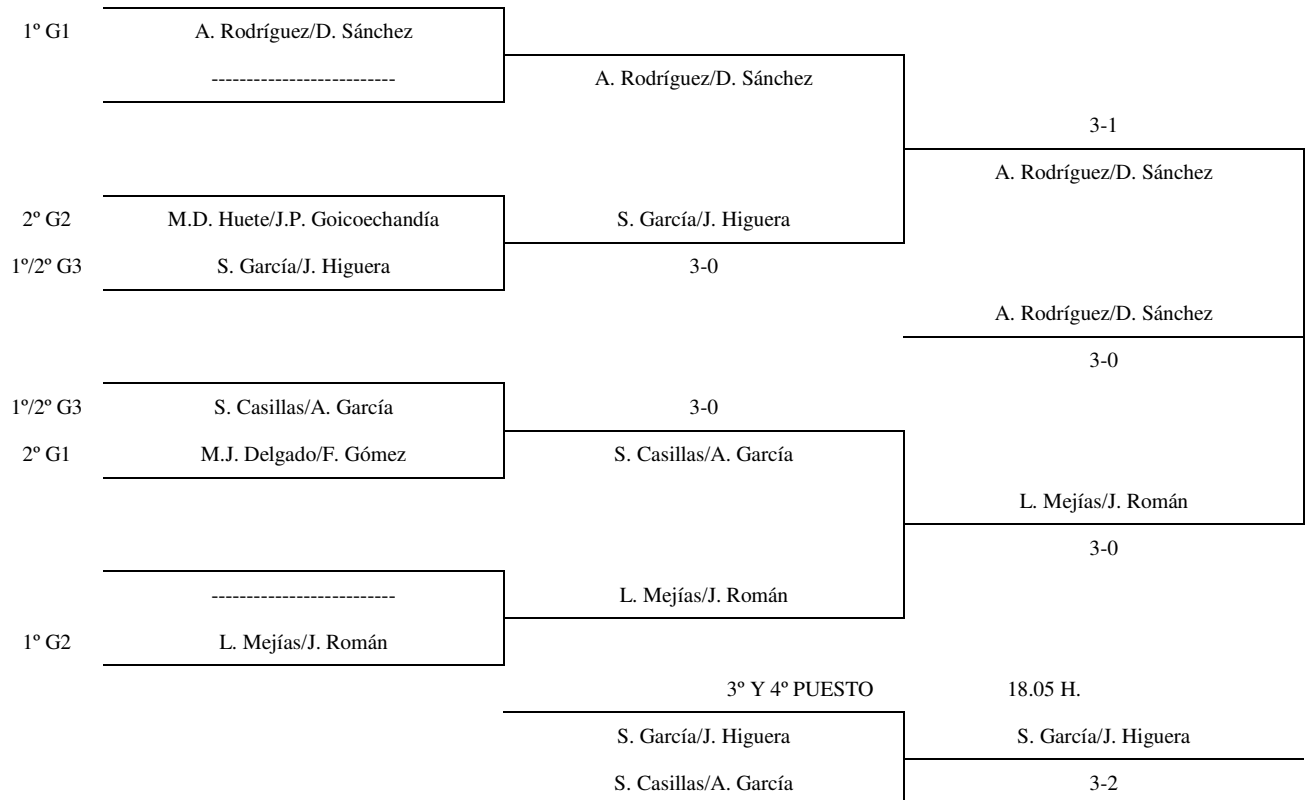 1º G1 A. Rodríguez/D. Sánchez
-------------------------- A. Rodríguez/D. Sánchez
3-1
A. Rodríguez/D. Sánchez
2º G2 M.D. Huete/J.P. Goicoechandía S. García/J. Higuera
1º/2º G3 S. García/J. Higuera 3-0
A. Rodríguez/D. Sánchez
3-0
1º/2º G3 S. Casillas/A. García 3-0
2º G1 M.J. Delgado/F. Gómez S. Casillas/A. García
L. Mejías/J. Román
3-0
-------------------------- L. Mejías/J. Román
1º G2 L. Mejías/J. Román
3º Y 4º PUESTO 18.05 H.
S. García/J. Higuera S. García/J. Higuera
S. Casillas/A. García 3-2